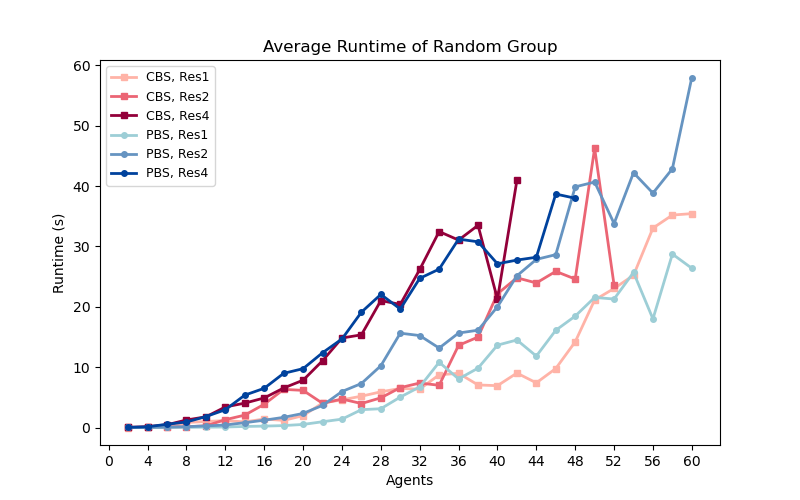 Average Runtime of Random Group
60
50
40
30
20
10
0
Runtime (s)
CBS, Res1
CBS, Res2
CBS, Res4
PBS, Res1
PBS, Res2
PBS, Res4
0 4 8 12 16 20 24 28 32 36 40 44 48 52 56 60
Agents